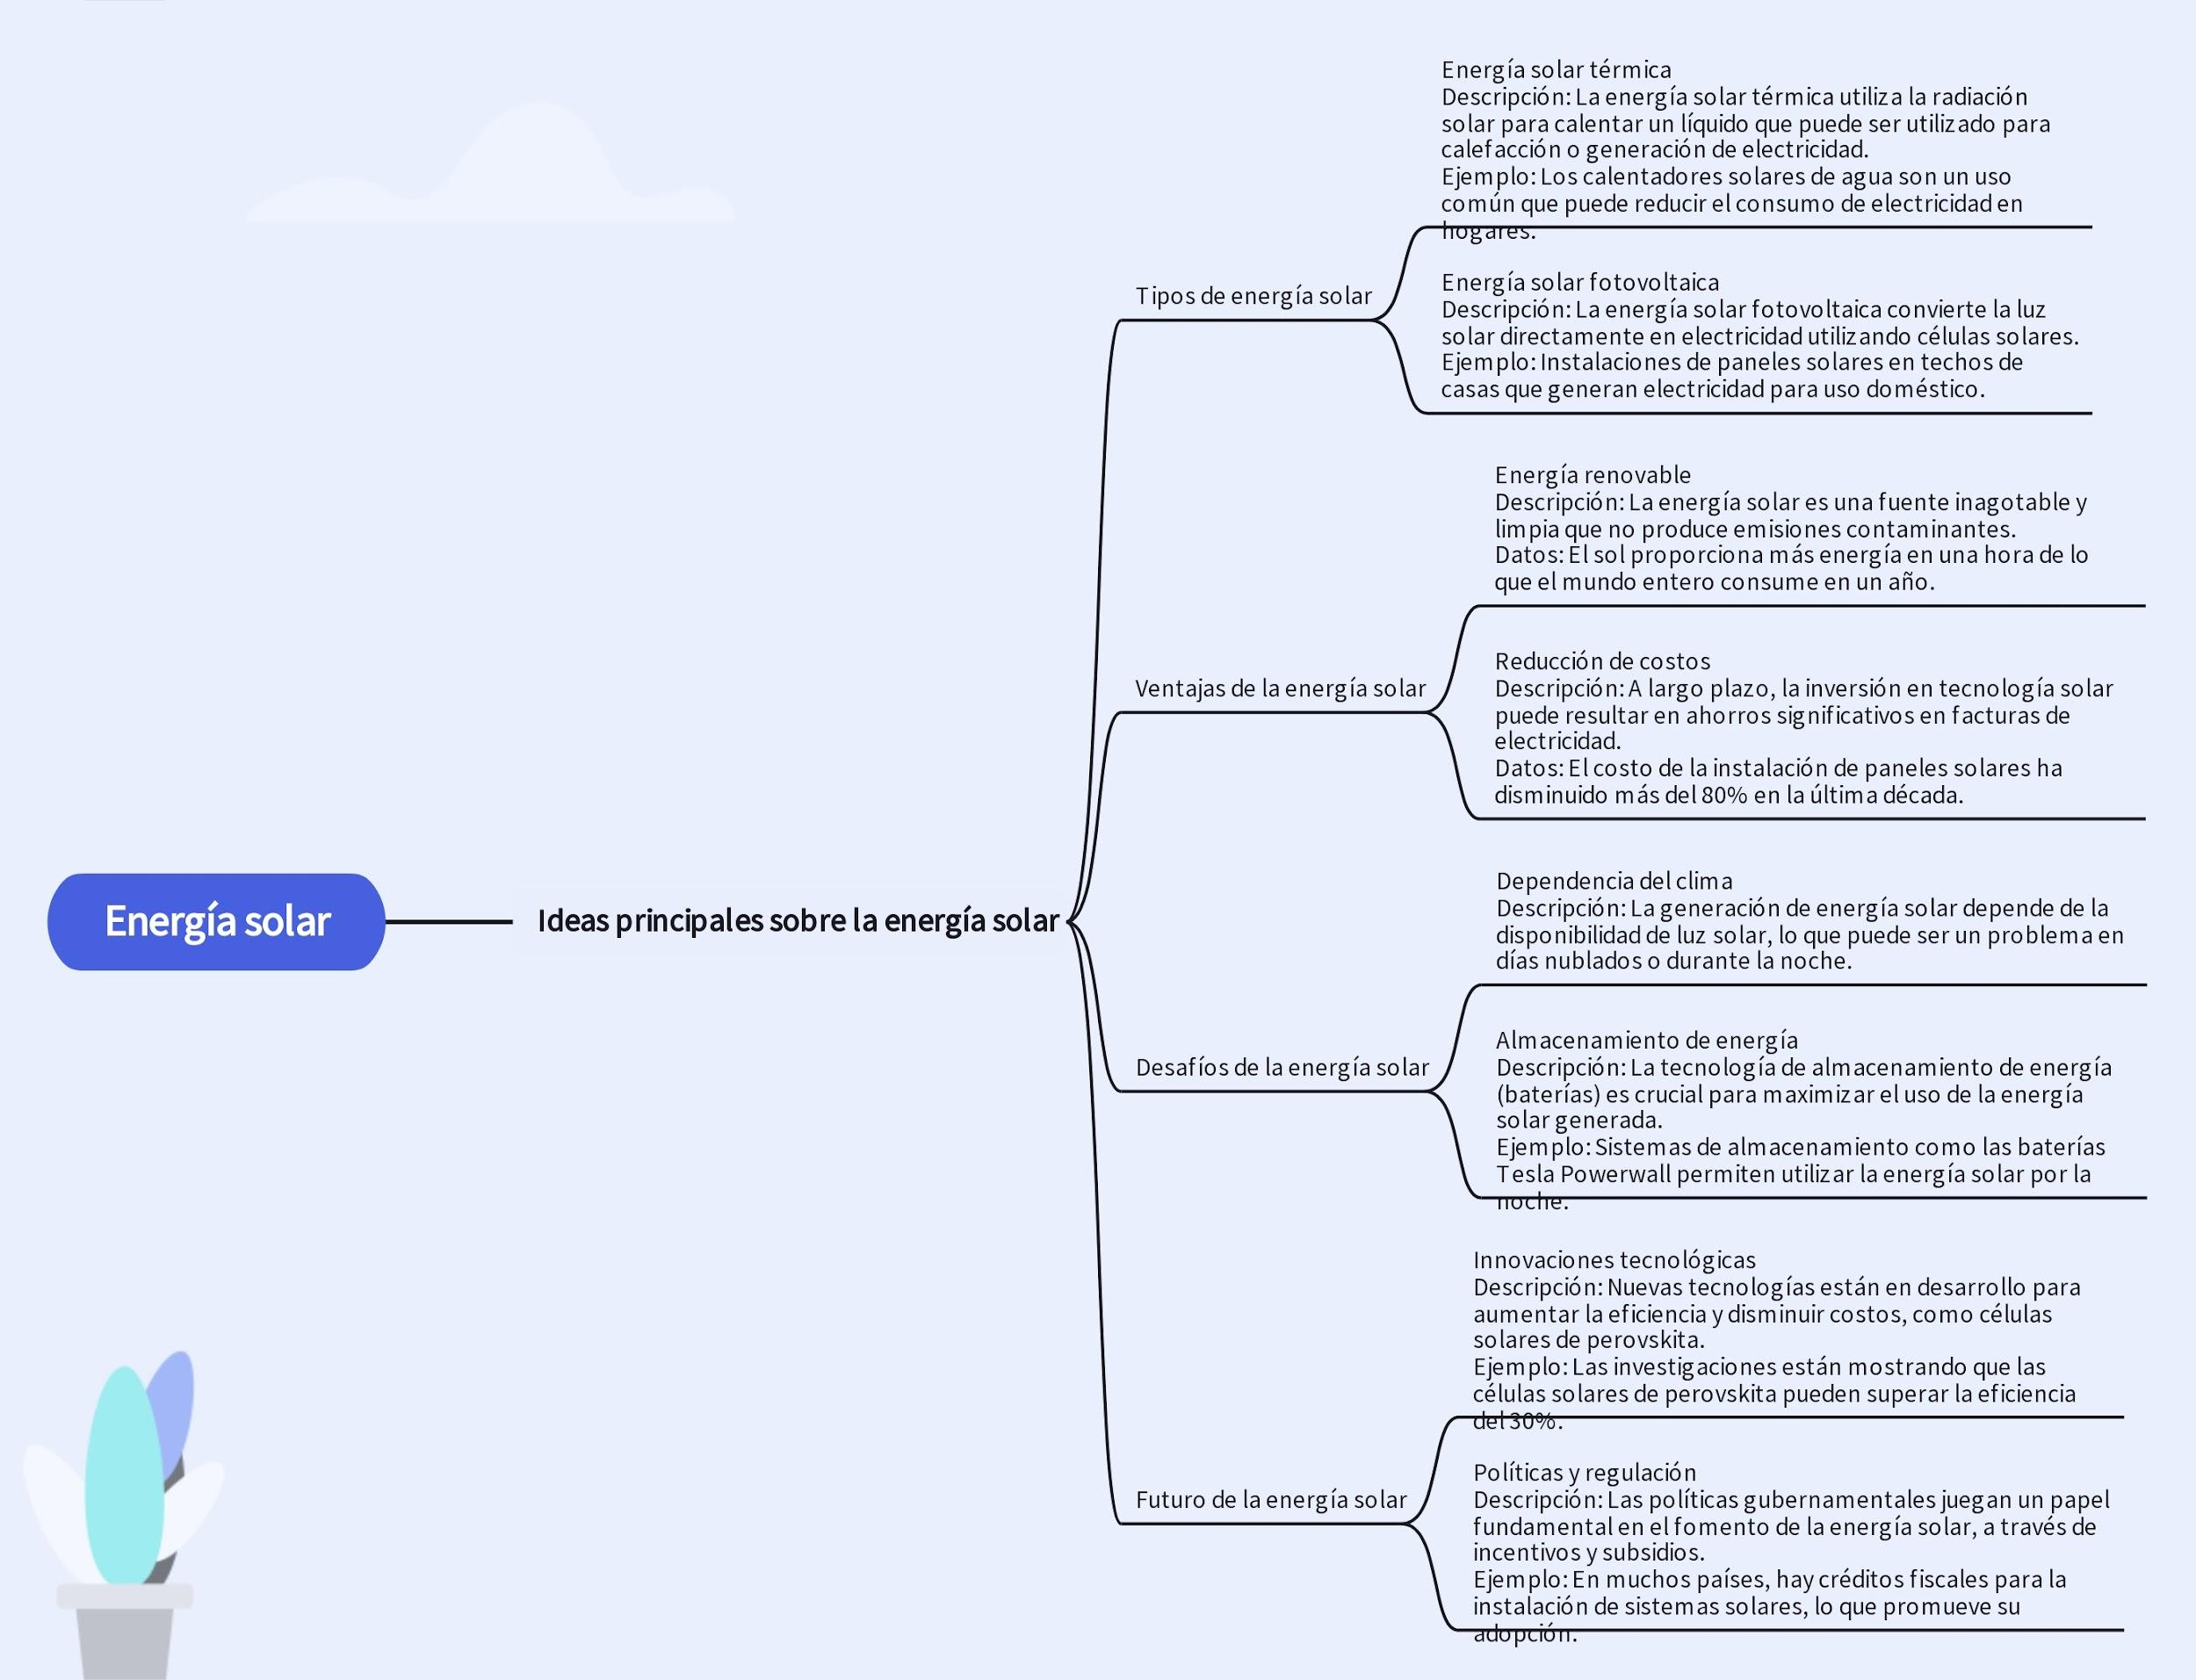 Energía solar
Ideas principales sobre la energía solar
Tipos de energía solar
Energía solar térmica
Descripción: La energía solar térmica utiliza la radiación
solar para calentar un líquido que puede ser utilizado para
calefacción o generación de electricidad.
Ejemplo: Los calentadores solares de agua son un uso
común que puede reducir el consumo de electricidad en
hogares.
Energía solar fotovoltaica
Descripción: La energía solar fotovoltaica convierte la luz
solar directamente en electricidad utilizando células solares.
Ejemplo: Instalaciones de paneles solares en techos de
casas que generan electricidad para uso doméstico.
Ventajas de la energía solar
Energía renovable
Descripción: La energía solar es una fuente inagotable y
limpia que no produce emisiones contaminantes.
Datos: El sol proporciona más energía en una hora de lo
que el mundo entero consume en un año.
Reducción de costos
Descripción: A largo plazo, la inversión en tecnología solar
puede resultar en ahorros significativos en facturas de
electricidad.
Datos: El costo de la instalación de paneles solares ha
disminuido más del 80% en la última década.
Desafíos de la energía solar
Dependencia del clima
Descripción: La generación de energía solar depende de la
disponibilidad de luz solar, lo que puede ser un problema en
días nublados o durante la noche.
Almacenamiento de energía
Descripción: La tecnología de almacenamiento de energía
(baterías) es crucial para maximizar el uso de la energía
solar generada.
Ejemplo: Sistemas de almacenamiento como las baterías
Tesla Powerwall permiten utilizar la energía solar por la
noche.
Futuro de la energía solar
Innovaciones tecnológicas
Descripción: Nuevas tecnologías están en desarrollo para
aumentar la eficiencia y disminuir costos, como células
solares de perovskita.
Ejemplo: Las investigaciones están mostrando que las
células solares de perovskita pueden superar la eficiencia
del 30%.
Políticas y regulación
Descripción: Las políticas gubernamentales juegan un papel
fundamental en el fomento de la energía solar, a través de
incentivos y subsidios.
Ejemplo: En muchos países, hay créditos fiscales para la
instalación de sistemas solares, lo que promueve su
adopción.